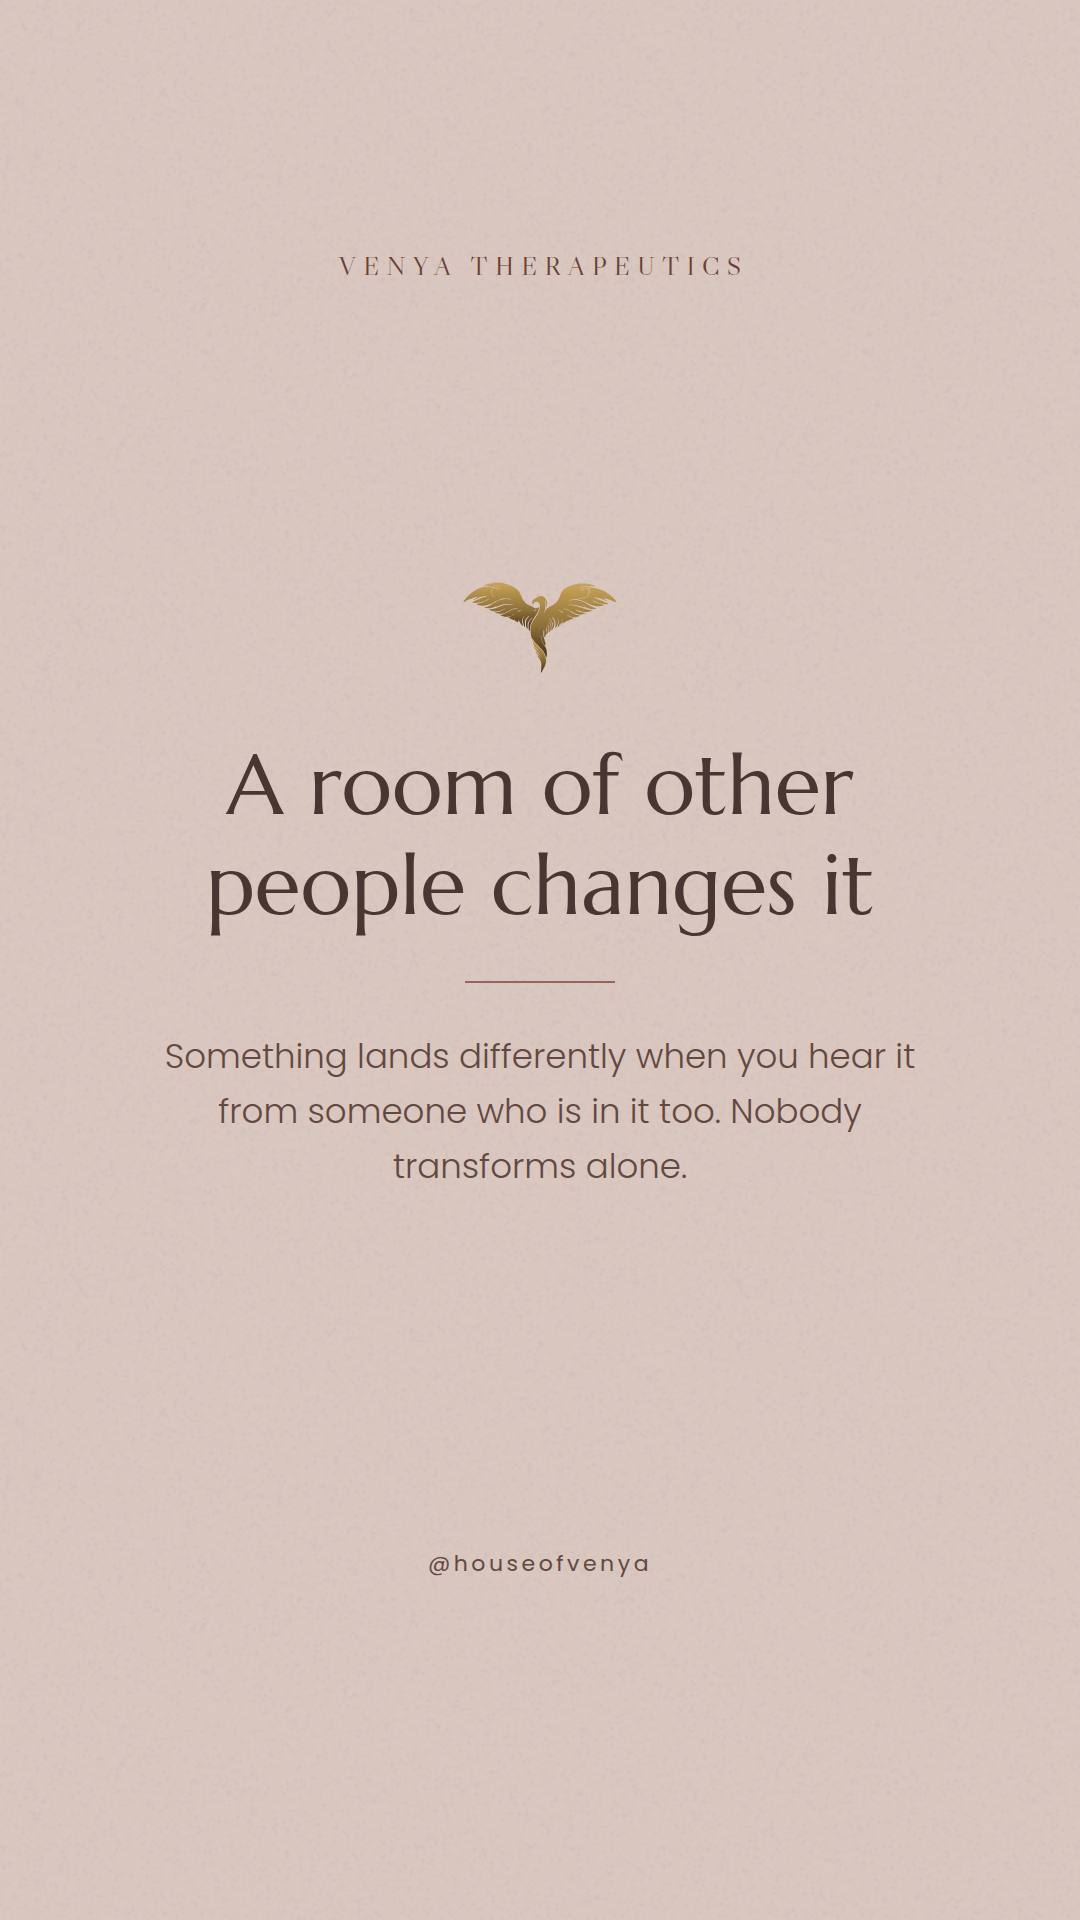 VENYA THERAPEUTICS
A room of other
people changes it
Something lands differently when you hear it
from someone who is in it too. Nobody
transforms alone.
@houseofvenya